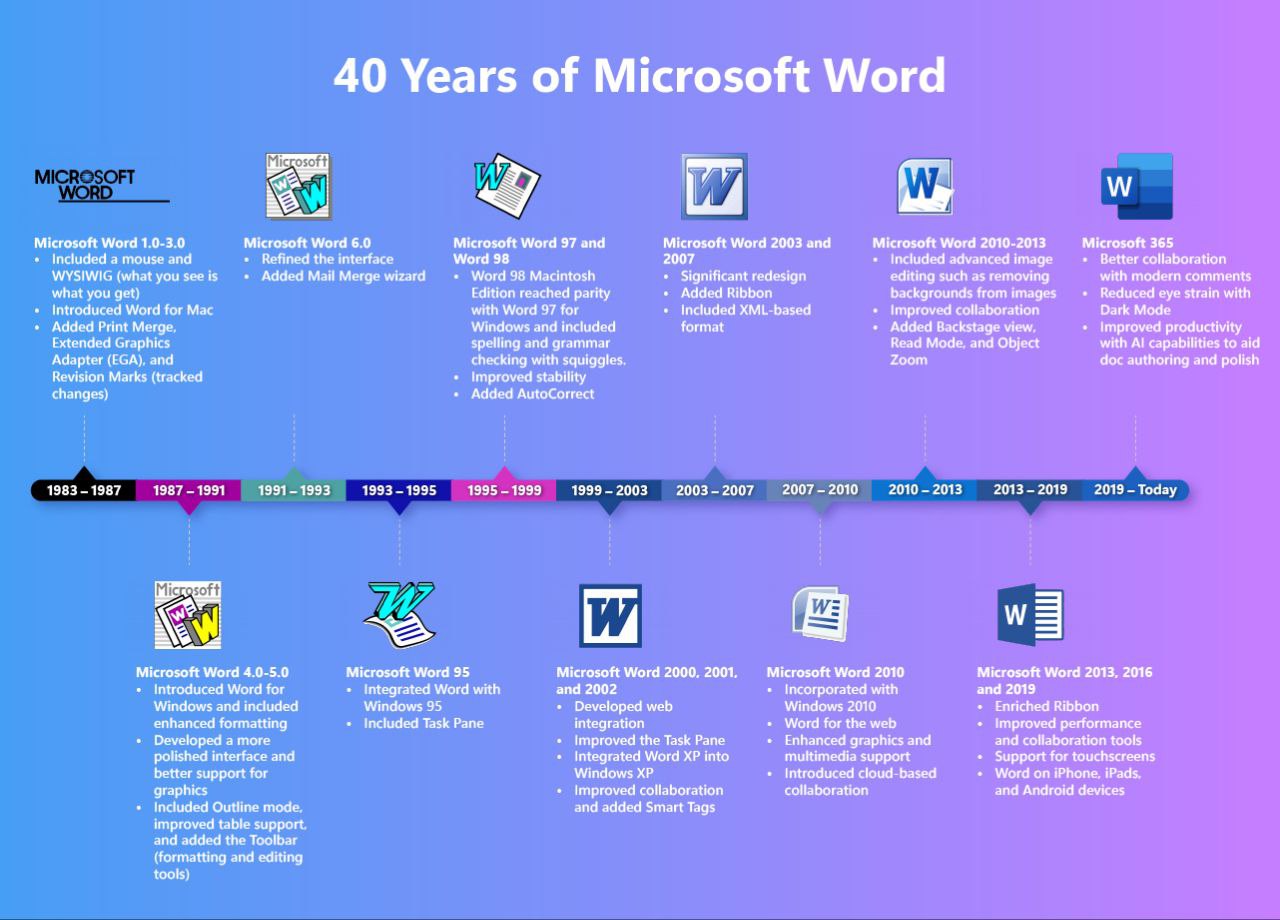 40 Years of Microsoft Word
MICROSOFT
WORD
Microsoft Word 1.0-3.0
• Included a mouse and
WYSIWIG (what you see is
what you get)
• Introduced Word for Mac
• Added Print Merge,
Extended Graphics
Adapter (EGA), and
Revision Marks (tracked
changes)
Microsoft
W
W
Microsoft Word 6.0
• Refined the interface
• Added Mail Merge wizard
W
Microsoft Word 97 and
Word 98
• Word 98 Macintosh
Edition reached parity
with Word 97 for
Windows and included
spelling and grammar
checking with squiggles.
• Improved stability
• Added AutoCorrect
W
Microsoft Word 2003 and
2007
• Significant redesign
• Added Ribbon
• Included XML-based
format
W
Microsoft Word 2010-2013
• Included advanced image
editing such as removing
backgrounds from images
• Improved collaboration
• Added Backstage view,
Read Mode, and Object
Zoom
W
Microsoft 365
• Better collaboration
with modern comments
• Reduced eye strain with
Dark Mode
• Improved productivity
with AI capabilities to aid
doc authoring and polish
1983 – 1987
1987 – 1991
1991 – 1993
1993 – 1995
1995 – 1999
1999 – 2003
2003 – 2007
2007 – 2010
2010 – 2013
2013 – 2019
2019 – Today
Microsoft
W
W
Microsoft Word 4.0-5.0
• Introduced Word for
Windows and included
enhanced formatting
• Developed a more
polished interface and
better support for
graphics
• Included Outline mode,
improved table support,
and added the Toolbar
(formatting and editing
tools)
W
Microsoft Word 95
• Integrated Word with
Windows 95
• Included Task Pane
W
Microsoft Word 2000, 2001,
and 2002
• Developed web
integration
• Improved the Task Pane
• Integrated Word XP into
Windows XP
• Improved collaboration
and added Smart Tags
W
Microsoft Word 2010
• Incorporated with
Windows 2010
• Word for the web
• Enhanced graphics and
multimedia support
• Introduced cloud-based
collaboration
W
Microsoft Word 2013, 2016
and 2019
• Enriched Ribbon
• Improved performance
and collaboration tools
• Support for touchscreens
• Word on iPhone, iPads,
and Android devices